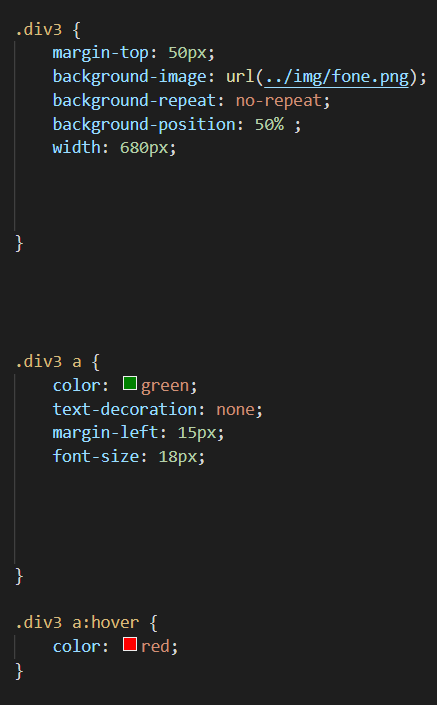 .div3 {
margin-top: 50px;
background-image: url(../img/fone.png);
background-repeat: no-repeat;
background-position: 50% ;
width: 680px;
}
.div3 a {
color: green;
text-decoration: none;
margin-left: 15px;
font-size: 18px;
}
.div3 a:hover {
color: red;
}